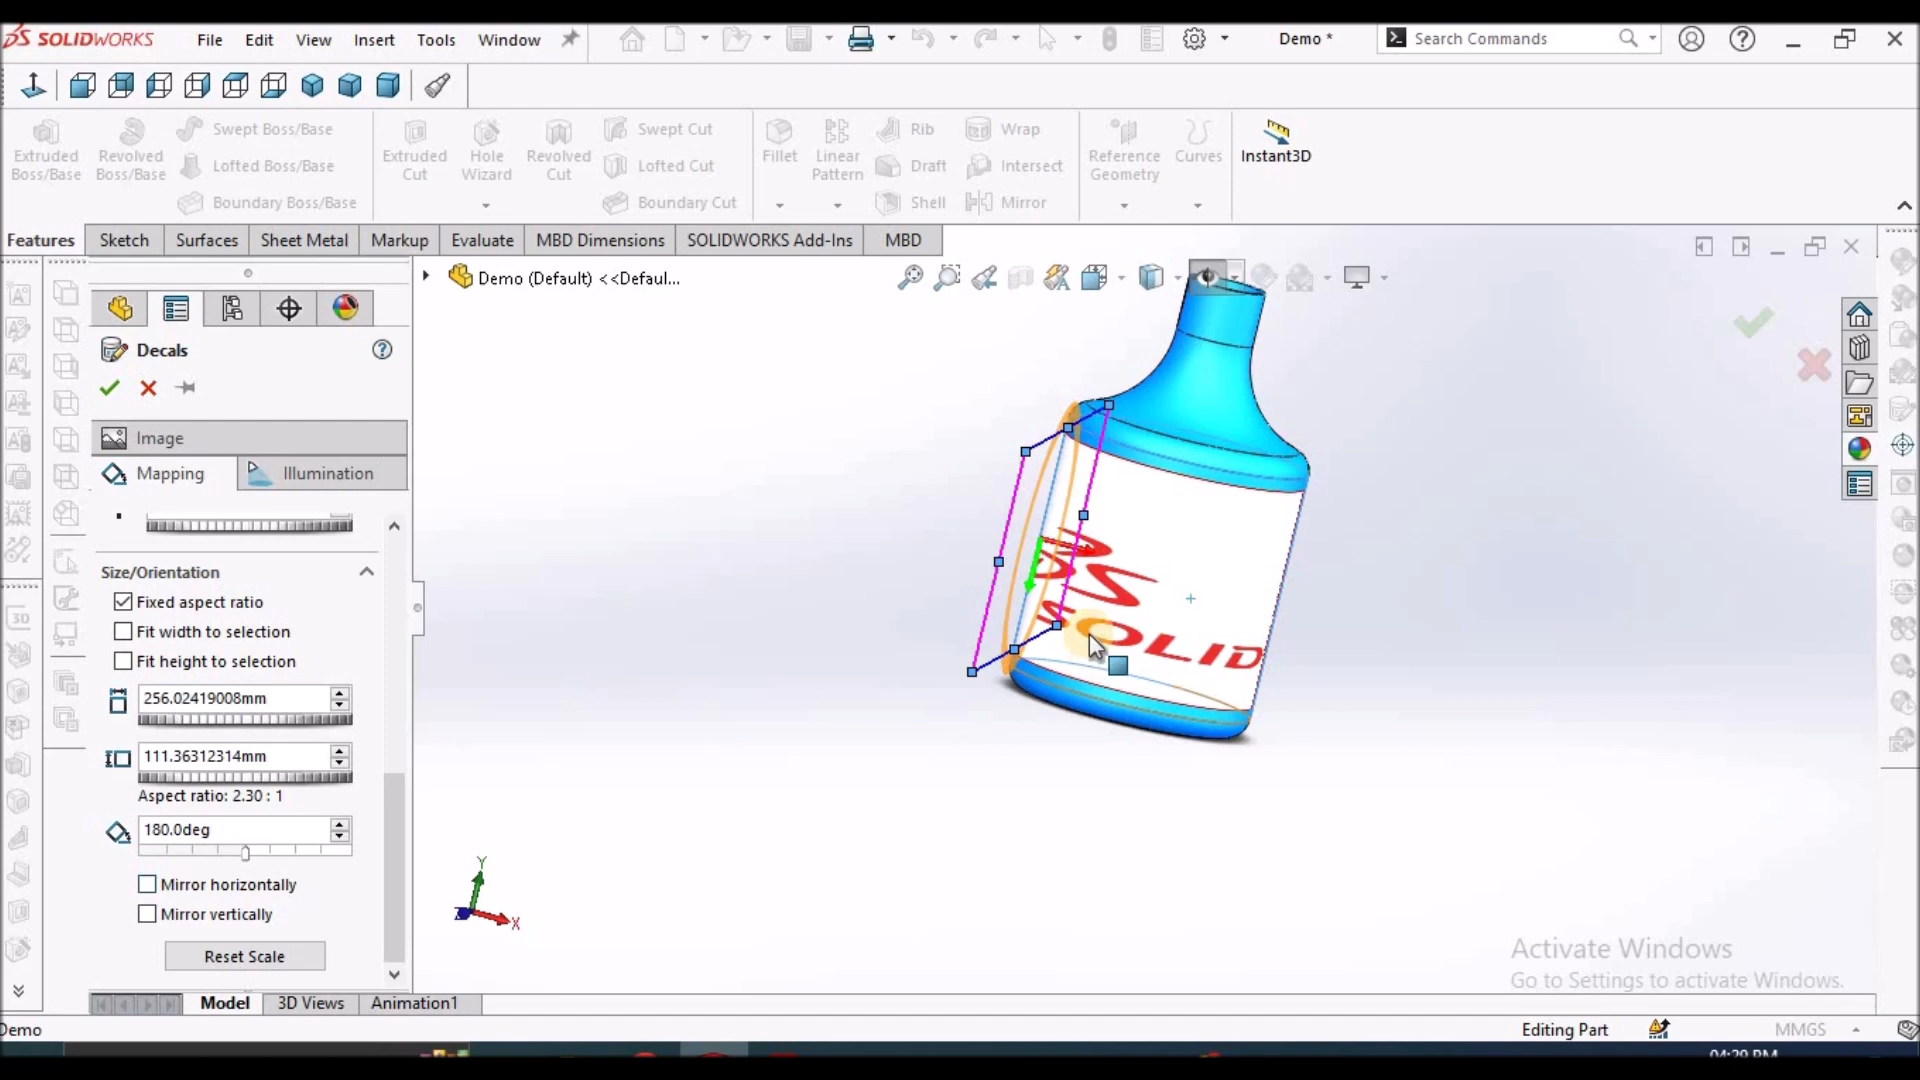 SOLIDWORKS
File Edit View Insert Tools Window
Demo *
Search Commands
Extruded Boss/Base
Revolved Boss/Base
Swept Boss/Base
Lofted Boss/Base
Boundary Boss/Base
Extruded Cut
Hole Wizard
Revolved Cut
Swept Cut
Lofted Cut
Boundary Cut
Fillet
Linear Pattern
Rib
Draft
Shell
Wrap
Intersect
Mirror
Reference Geometry
Curves
Instant3D
Features Sketch Surfaces Sheet Metal Markup Evaluate MBD Dimensions SOLIDWORKS Add-Ins MBD
Demo (Default) <<Defaul...
Decals
Image
Mapping Illumination
Size/Orientation
Fixed aspect ratio
Fit width to selection
Fit height to selection
256.02419008mm
111.36312314mm
Aspect ratio: 2.30 : 1
180.0deg
Mirror horizontally
Mirror vertically
Reset Scale
SOLID
Y
X
Z
Activate Windows
Go to Settings to activate Windows.
Model 3D Views Animation1
Demo
Editing Part
MMGS
04:29 PM